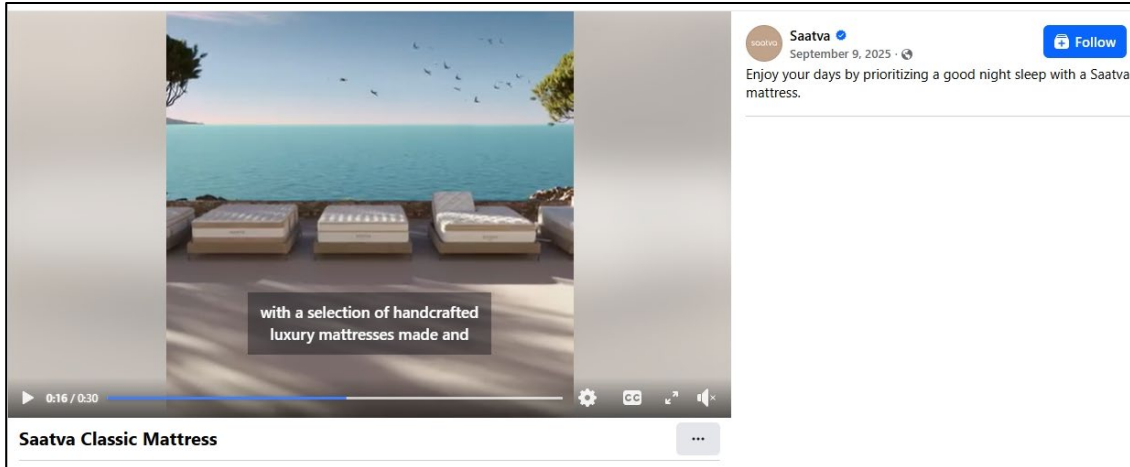 saatva
Saatva
September 9, 2025 ·
Follow
Enjoy your days by prioritizing a good night sleep with a Saatva
mattress.
with a selection of handcrafted
luxury mattresses made and
0:16 / 0:30
CC
Saatva Classic Mattress